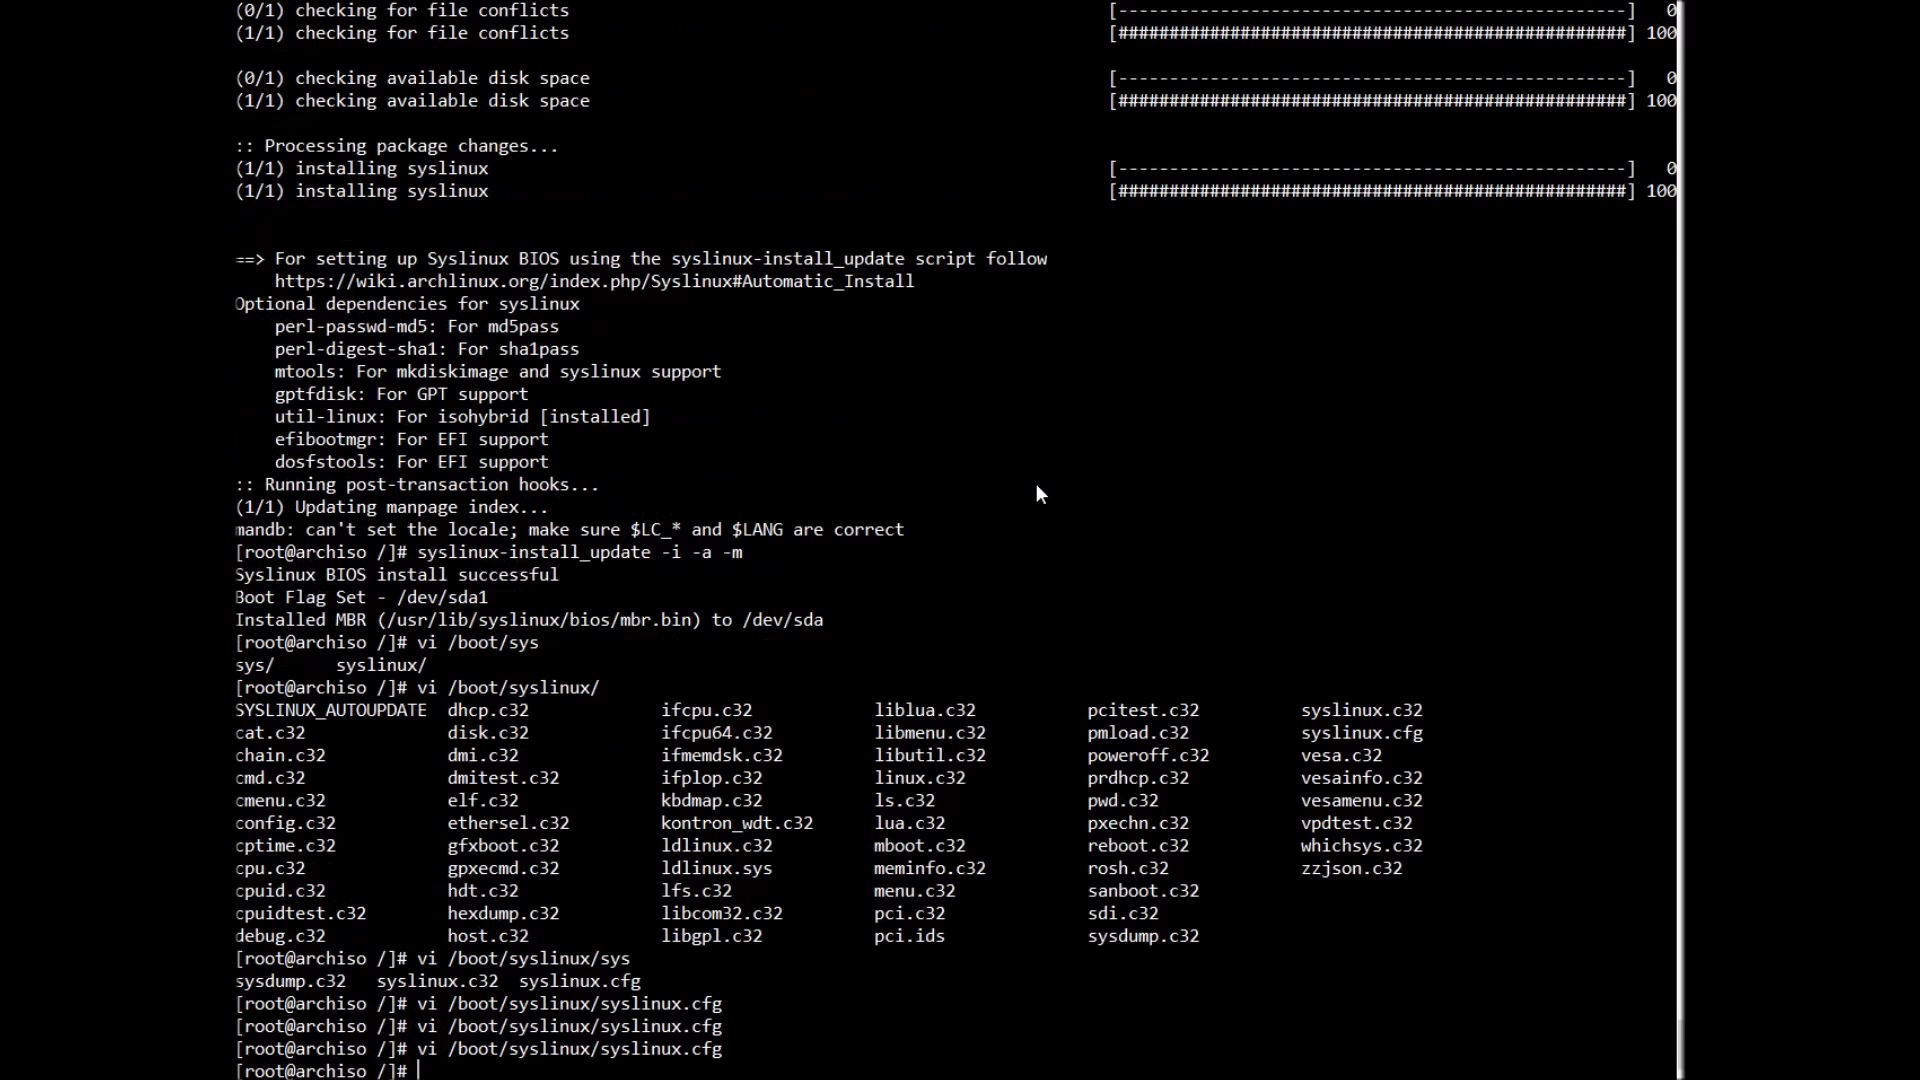 (0/1) checking for file conflicts [--------------------------------------------------] 0
(1/1) checking for file conflicts [##################################################] 100
(0/1) checking available disk space [--------------------------------------------------] 0
(1/1) checking available disk space [##################################################] 100
:: Processing package changes...
(1/1) installing syslinux [--------------------------------------------------] 0
(1/1) installing syslinux [##################################################] 100
==> For setting up Syslinux BIOS using the syslinux-install_update script follow
https://wiki.archlinux.org/index.php/Syslinux#Automatic_Install
Optional dependencies for syslinux
perl-passwd-md5: For md5pass
perl-digest-sha1: For sha1pass
mtools: For mkdiskimage and syslinux support
gptfdisk: For GPT support
util-linux: For isohybrid [installed]
efibootmgr: For EFI support
dosfstools: For EFI support
:: Running post-transaction hooks...
(1/1) Updating manpage index...
mandb: can't set the locale; make sure $LC_* and $LANG are correct
[root@archiso /]# syslinux-install_update -i -a -m
Syslinux BIOS install successful
Boot Flag Set - /dev/sda1
Installed MBR (/usr/lib/syslinux/bios/mbr.bin) to /dev/sda
[root@archiso /]# vi /boot/sys
sys/ syslinux/
[root@archiso /]# vi /boot/syslinux/
SYSLINUX_AUTOUPDATE dhcp.c32 ifcpu.c32 liblua.c32 pcitest.c32 syslinux.c32
cat.c32 disk.c32 ifcpu64.c32 libmenu.c32 pmload.c32 syslinux.cfg
chain.c32 dmi.c32 ifmemdsk.c32 libutil.c32 poweroff.c32 vesa.c32
cmd.c32 dmitest.c32 ifplop.c32 linux.c32 prdhcp.c32 vesainfo.c32
cmenu.c32 elf.c32 kbdmap.c32 ls.c32 pwd.c32 vesamenu.c32
config.c32 ethersel.c32 kontron_wdt.c32 lua.c32 pxechn.c32 vpdtest.c32
cptime.c32 gfxboot.c32 ldlinux.c32 mboot.c32 reboot.c32 whichsys.c32
cpu.c32 gpxecmd.c32 ldlinux.sys meminfo.c32 rosh.c32 zzjson.c32
cpuid.c32 hdt.c32 lfs.c32 menu.c32 sanboot.c32
cpuidtest.c32 hexdump.c32 libcom32.c32 pci.c32 sdi.c32
debug.c32 host.c32 libgpl.c32 pci.ids sysdump.c32
[root@archiso /]# vi /boot/syslinux/sys
sysdump.c32 syslinux.c32 syslinux.cfg
[root@archiso /]# vi /boot/syslinux/syslinux.cfg
[root@archiso /]# vi /boot/syslinux/syslinux.cfg
[root@archiso /]# vi /boot/syslinux/syslinux.cfg
[root@archiso /]#